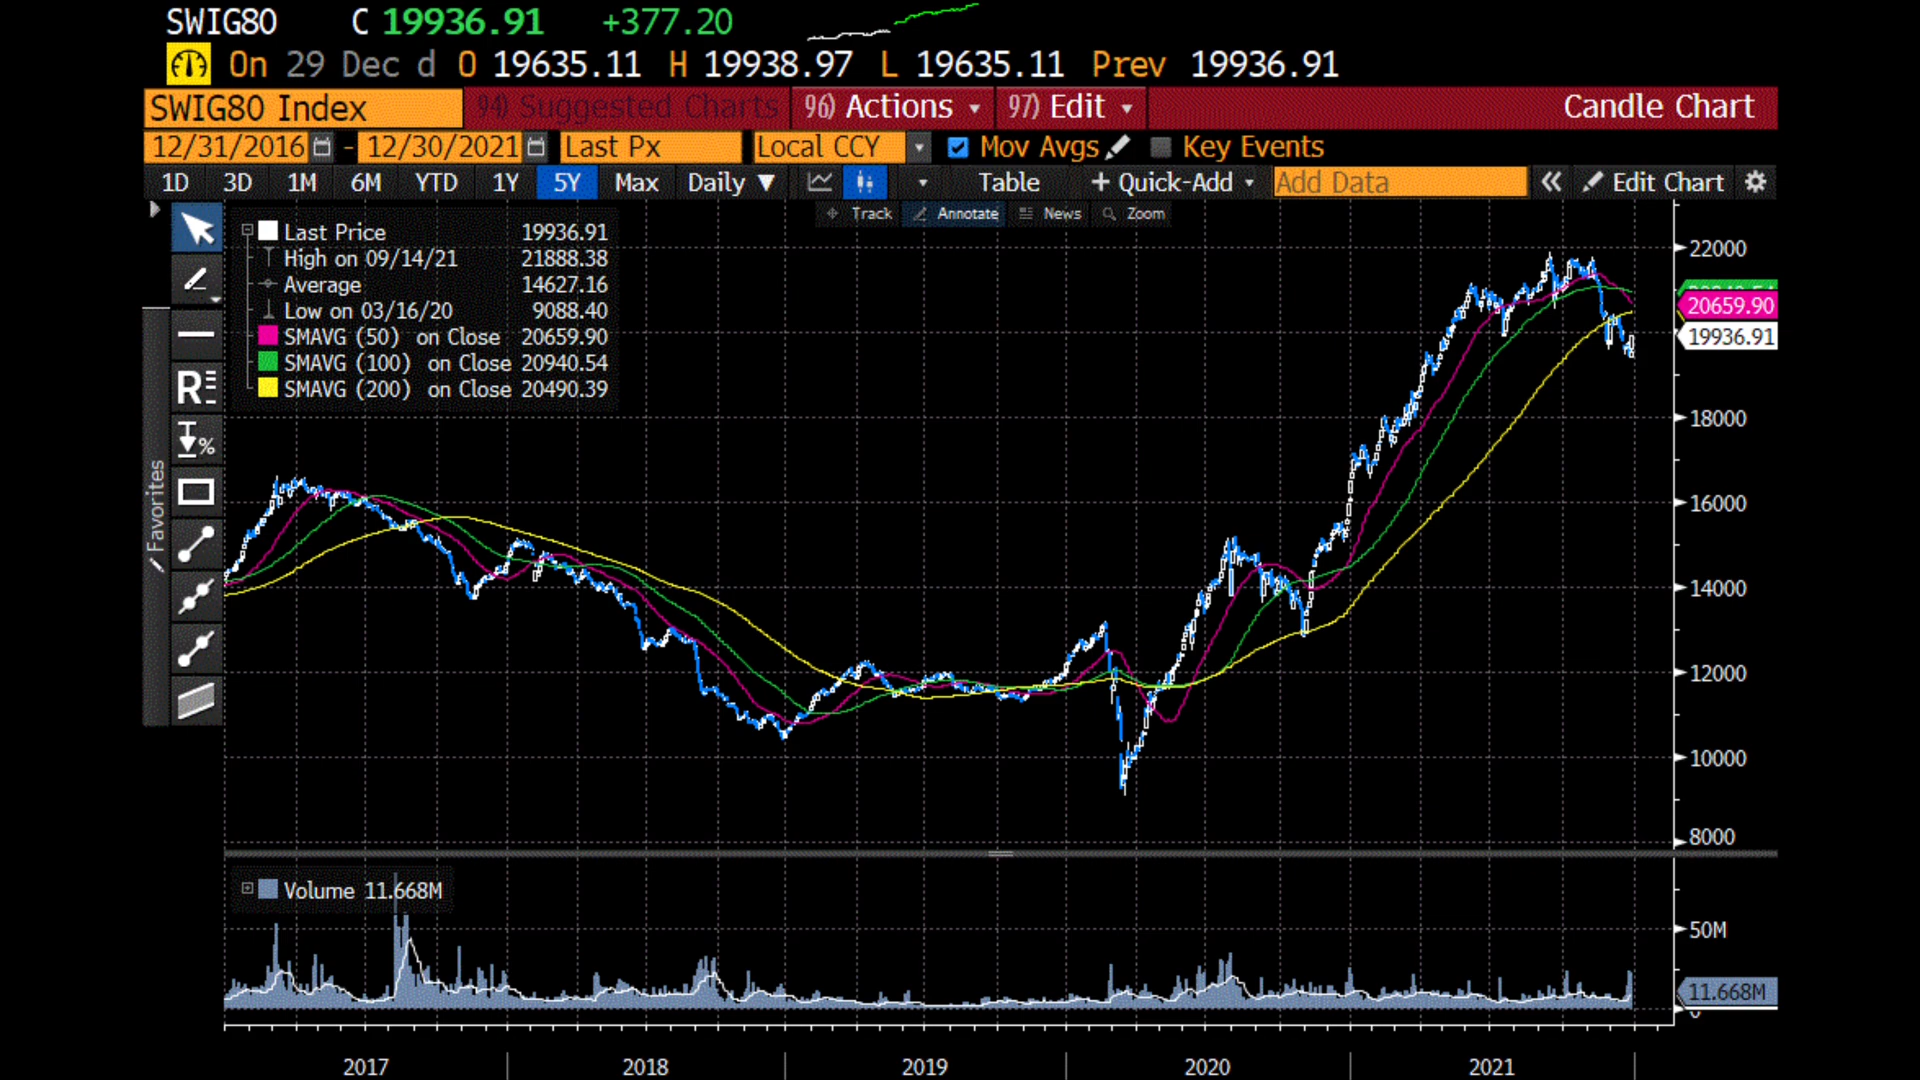 SWIG80 C 19936.91 +377.20
On 29 Dec d O 19635.11 H 19938.97 L 19635.11 Prev 19936.91
SWIG80 Index 94) Suggested Charts 96) Actions 97) Edit Candle Chart
12/31/2016 - 12/30/2021 Last Px Local CCY Mov Avgs Key Events
1D 3D 1M 6M YTD 1Y 5Y Max Daily Table + Quick-Add Add Data Edit Chart
Track Annotate News Zoom
Last Price 19936.91
High on 09/14/21 21888.38
Average 14627.16
Low on 03/16/20 9088.40
SMAVG (50) on Close 20659.90
SMAVG (100) on Close 20940.54
SMAVG (200) on Close 20490.39
Favorites
R
%
22000
20659.90
19936.91
18000
16000
14000
12000
10000
8000
Volume 11.668M
50M
11.668M
2017 2018 2019 2020 2021